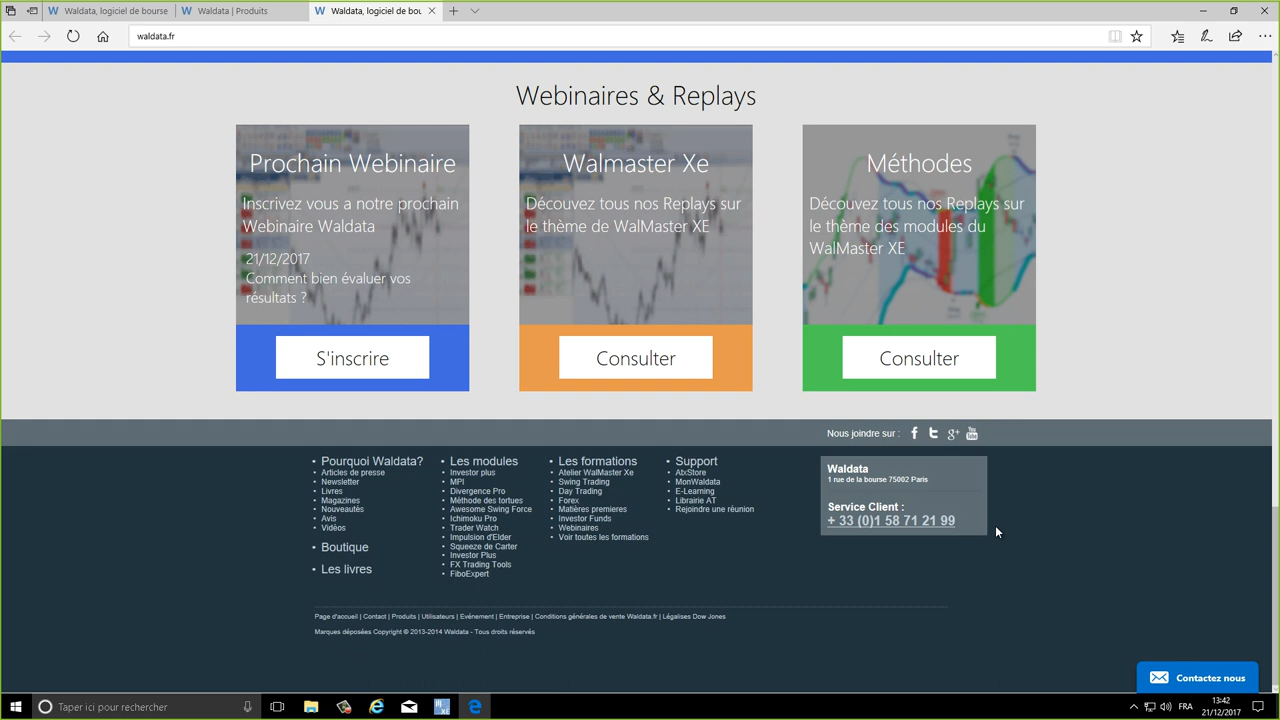 Waldata, logiciel de bourse
Waldata | Produits
Waldata, logiciel de bou
waldata.fr
Webinaires & Replays
Prochain Webinaire
Inscrivez vous a notre prochain
Webinaire Waldata
21/12/2017
Comment bien évaluer vos
résultats ?
S'inscrire
Walmaster Xe
Découvez tous nos Replays sur
le thème de WalMaster XE
Consulter
Méthodes
Découvez tous nos Replays sur
le thème des modules du
WalMaster XE
Consulter
Nous joindre sur :
Pourquoi Waldata?
Articles de presse
Newsletter
Livres
Magazines
Nouveautés
Avis
Vidéos
Boutique
Les livres
Les modules
Investor plus
MPI
Divergence Pro
Méthode des tortues
Awesome Swing Force
Ichimoku Pro
Trader Watch
Impulsion d'Elder
Squeeze de Carter
Investor Plus
FX Trading Tools
FiboExpert
Les formations
Atelier WalMaster Xe
Swing Trading
Day Trading
Forex
Matières premieres
Investor Funds
Webinaires
Voir toutes les formations
Support
AtxStore
MonWaldata
E-Learning
Librairie AT
Rejoindre une réunion
Waldata
1 rue de la bourse 75002 Paris
Service Client :
+ 33 (0)1 58 71 21 99
Page d'accueil | Contact | Produits | Utilisateurs | Evénement | Entreprise | Conditions générales de vente Waldata.fr | Légalises Dow Jones
Marques déposées Copyright © 2013-2014 Waldata - Tous droits réservés
Contactez nous
Taper ici pour rechercher
XE
FRA
13:42
21/12/2017